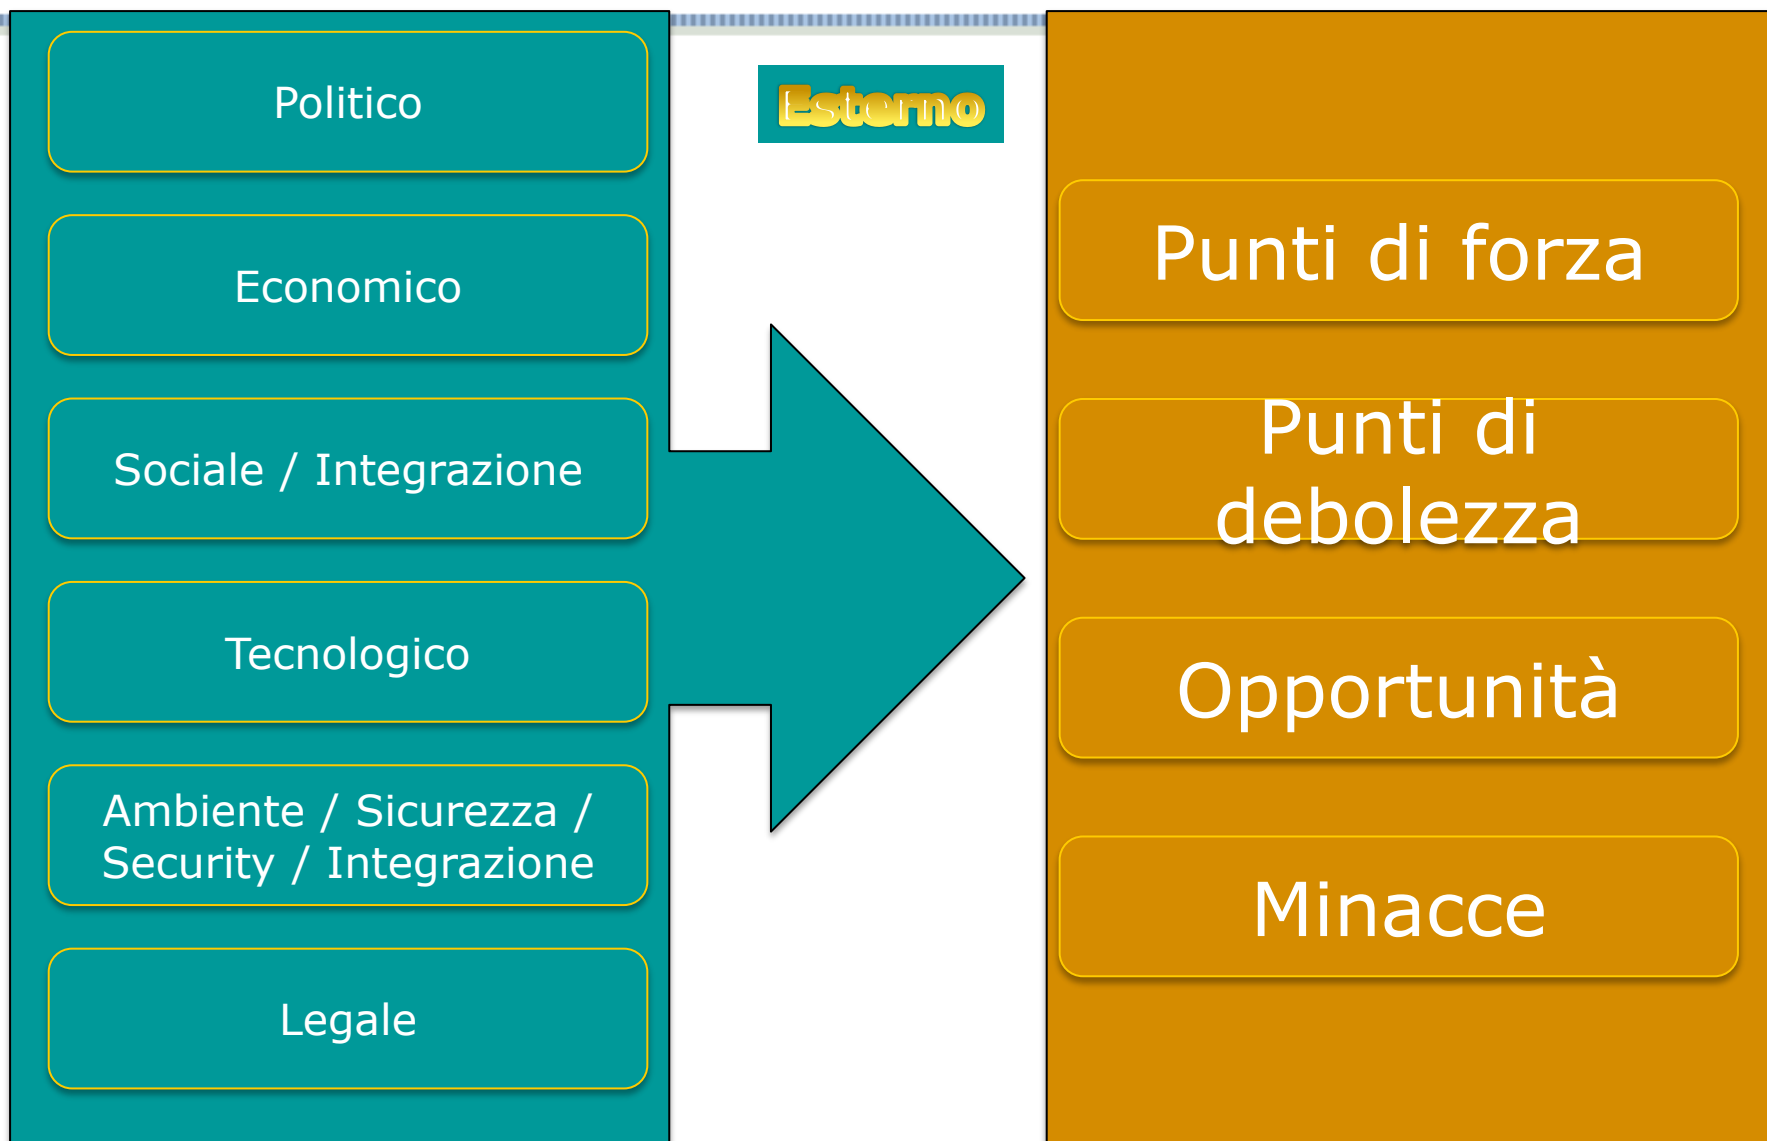 Politico
Economico
Sociale / Integrazione
Tecnologico
Ambiente / Sicurezza /
Security / Integrazione
Legale
Esterno
Punti di forza
Punti di
debolezza
Opportunità
Minacce